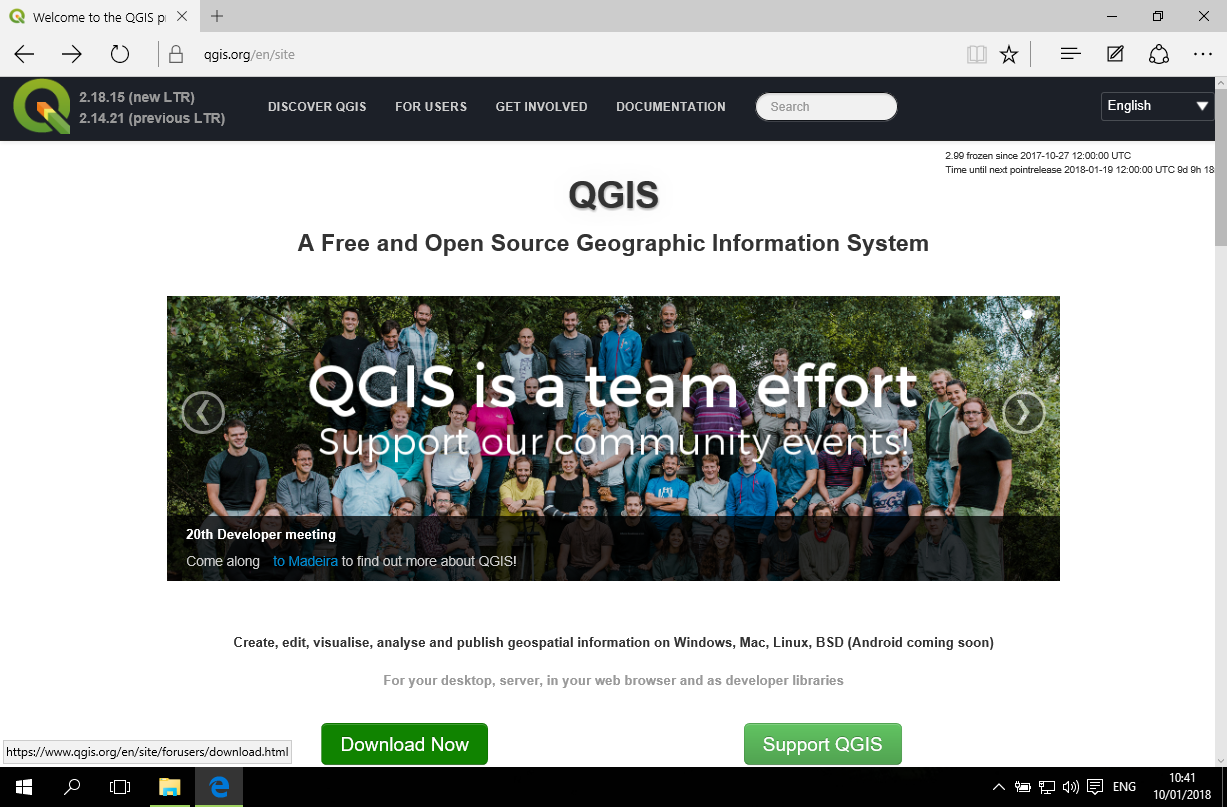 Welcome to the QGIS pr
qgis.org/en/site
2.18.15 (new LTR)
2.14.21 (previous LTR)
DISCOVER QGIS
FOR USERS
GET INVOLVED
DOCUMENTATION
Search
English
2.99 frozen since 2017-10-27 12:00:00 UTC
Time until next pointrelease 2018-01-19 12:00:00 UTC 9d 9h 18
QGIS
A Free and Open Source Geographic Information System
QGIS is a team effort
Support our community events!
20th Developer meeting
Come along to Madeira to find out more about QGIS!
Create, edit, visualise, analyse and publish geospatial information on Windows, Mac, Linux, BSD (Android coming soon)
For your desktop, server, in your web browser and as developer libraries
Download Now
Support QGIS
https://www.qgis.org/en/site/forusers/download.html
ENG
10:41
10/01/2018